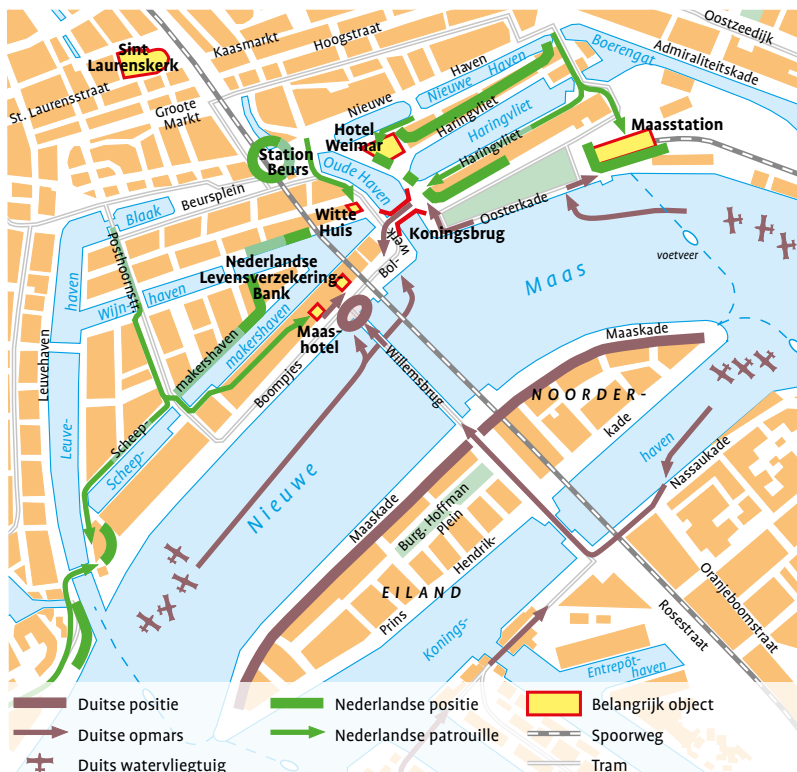 Oostzeedijk
Kaasmarkt
Hoogstraat
Boerengat
Admiraliteitskade
Sint
Laurenskerk
St. Laurensstraat
Groote
Markt
Haven
Nieuwe Haven
Nieuwe
Haringvliet
Haringvliet
Haringvliet
Hotel
Weimar
Maasstation
Station
Beurs
Oude Haven
Oosterkade
Beursplein
Blaak
Witte
Huis
Koningsbrug
Bol-
werk
voetveer
Maas
Posthoornstr.
Nederlandse
Levensverzekering-
Bank
haven
Wijn-
haven
makershaven
makershaven
Maas-
hotel
Maaskade
Leuvehaven
Boompjes
Willemsbrug
NOORDER-
kade
haven
Nassaukade
Leuve-
Scheep-
Scheep-
Nieuwe
Maaskade
Burg. Hoffman
Plein
Hendrik-
EILAND
Prins
Konings-
Rosestraat
Oranjeboomstraat
Entrepôt-
haven
Duitse positie
Nederlandse positie
Belangrijk object
Duitse opmars
Nederlandse patrouille
Spoorweg
Duits watervliegtuig
Tram